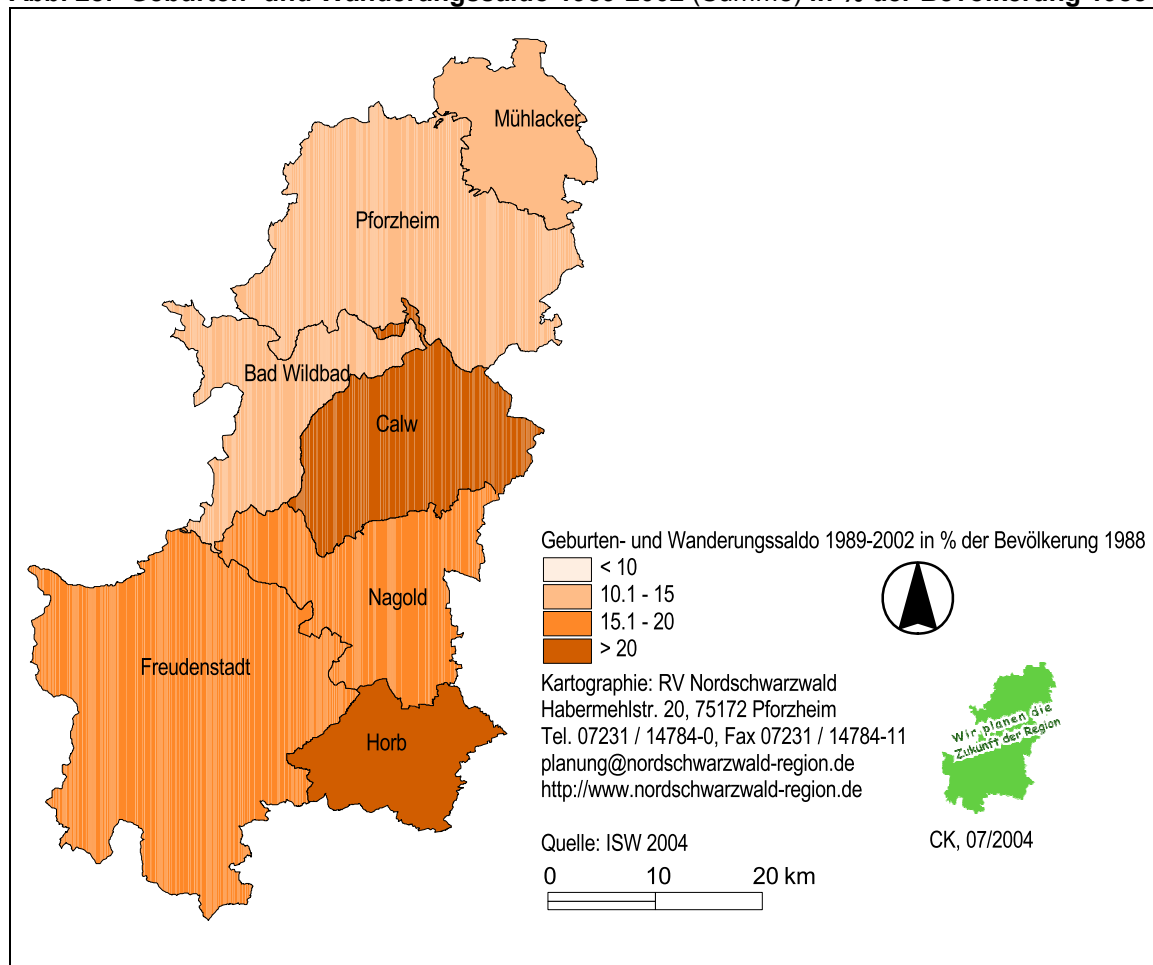 Geburten- und Wanderungssaldo 1989-2002 (Summe) in % der Bevölkerung 1988
Mühlacker
Pforzheim
Bad Wildbad
Calw
Nagold
Freudenstadt
Horb
Geburten- und Wanderungssaldo 1989-2002 in % der Bevölkerung 1988
< 10
10.1 - 15
15.1 - 20
> 20
Kartographie: RV Nordschwarzwald
Habermehlstr. 20, 75172 Pforzheim
Tel. 07231 / 14784-0, Fax 07231 / 14784-11
planung@nordschwarzwald-region.de
http://www.nordschwarzwald-region.de
Wir planen die
Zukunft der Region
Quelle: ISW 2004
CK, 07/2004
0 10 20 km